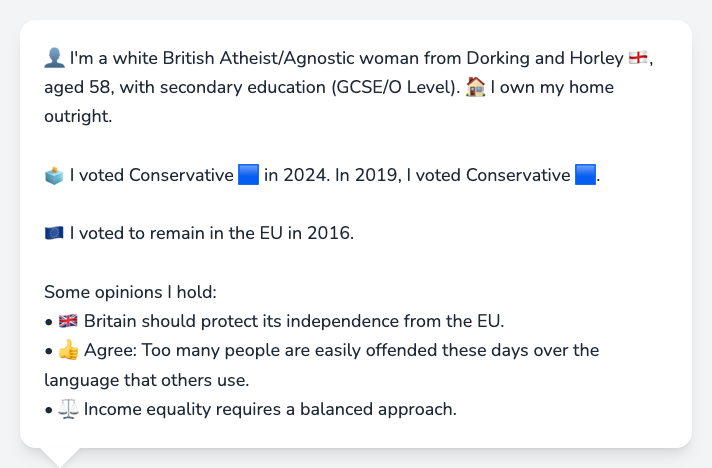 👤 I'm a white British Atheist/Agnostic woman from Dorking and Horley 🏴󠁧󠁢󠁥󠁮󠁧󠁿,
aged 58, with secondary education (GCSE/O Level). 🏠 I own my home
outright.
🗳️ I voted Conservative 🟦 in 2024. In 2019, I voted Conservative 🟦.
🇪🇺 I voted to remain in the EU in 2016.
Some opinions I hold:
• 🇬🇧 Britain should protect its independence from the EU.
• 👍 Agree: Too many people are easily offended these days over the
language that others use.
• ⚖️ Income equality requires a balanced approach.